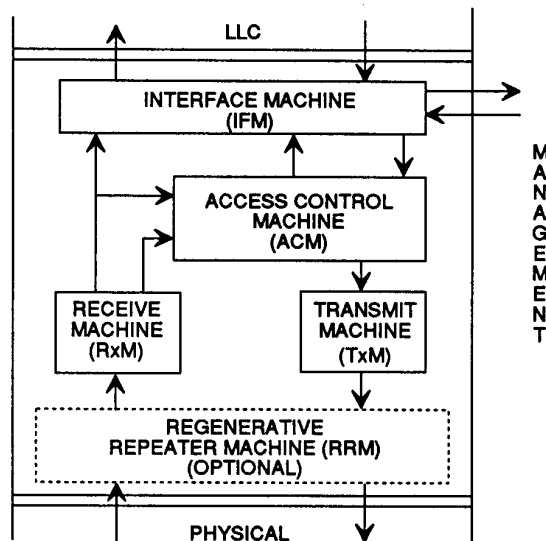 LLC
INTERFACE MACHINE
(IFM)
MANAGEMENT
ACCESS CONTROL
MACHINE
(ACM)
RECEIVE
MACHINE
(RxM)
TRANSMIT
MACHINE
(TxM)
REGENERATIVE
REPEATER MACHINE (RRM)
(OPTIONAL)
PHYSICAL